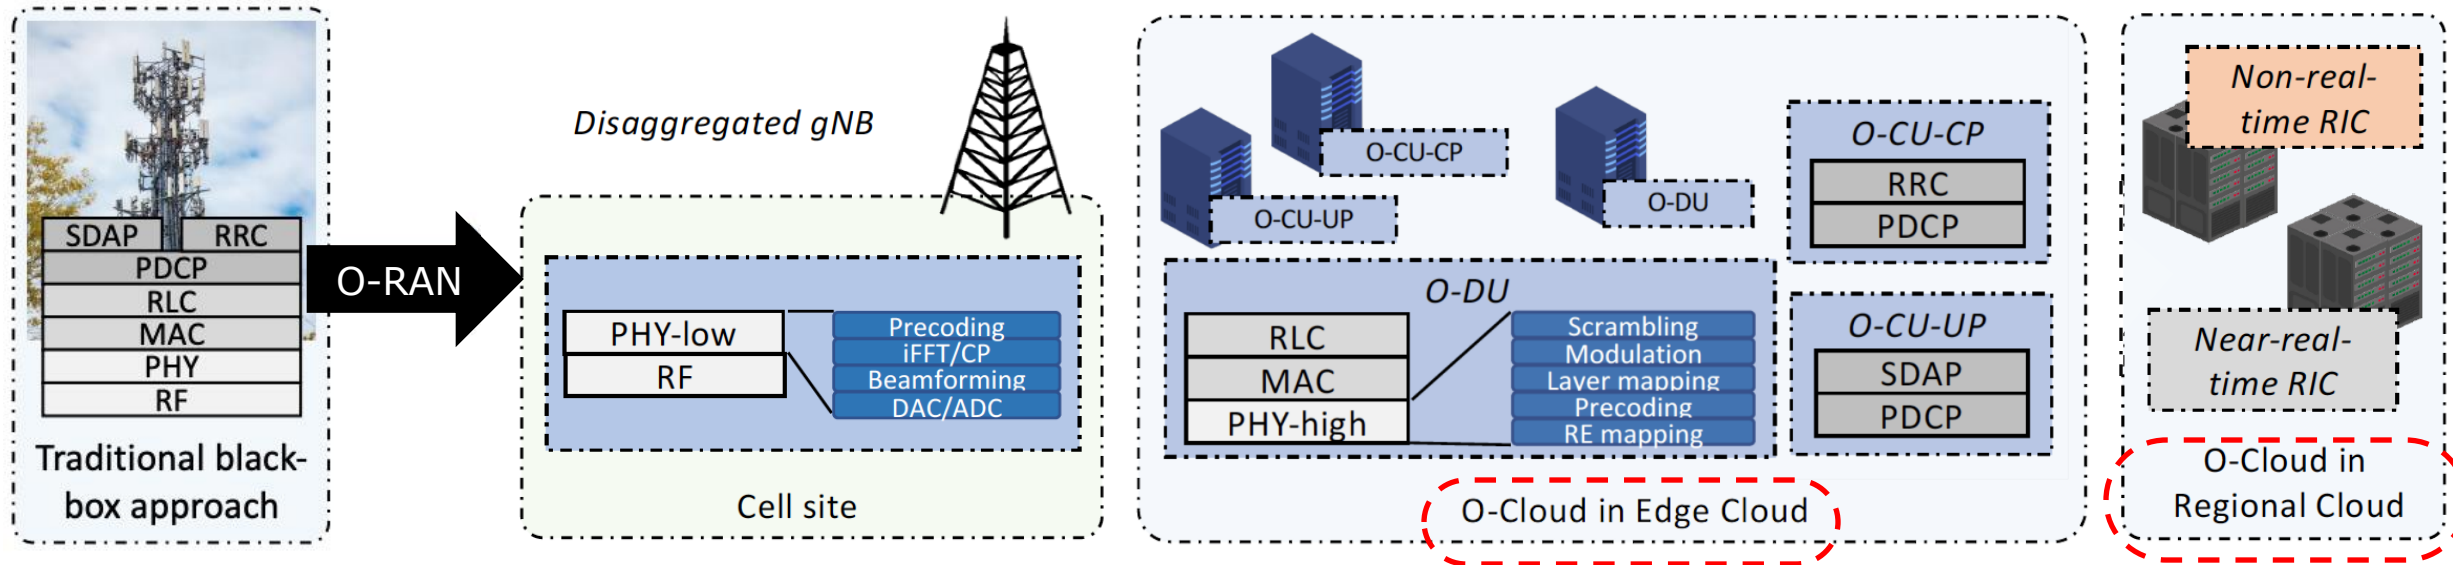 SDAP
RRC
PDCP
RLC
MAC
PHY
RF
Traditional black-
box approach
O-RAN
Disaggregated gNB
PHY-low
RF
Precoding
iFFT/CP
Beamforming
DAC/ADC
Cell site
O-CU-CP
O-CU-UP
O-DU
O-DU
RLC
MAC
PHY-high
Scrambling
Modulation
Layer mapping
Precoding
RE mapping
O-CU-CP
RRC
PDCP
O-CU-UP
SDAP
PDCP
O-Cloud in Edge Cloud
Non-real-
time RIC
Near-real-
time RIC
O-Cloud in
Regional Cloud